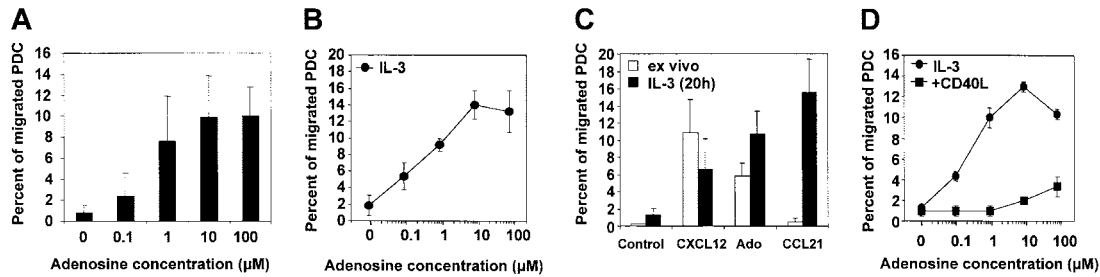 A
Percent of migrated PDC
16
14
12
10
8
6
4
2
0
0 0.1 1 10 100
Adenosine concentration (µM)
B
Percent of migrated PDC
20
18
16
14
12
10
8
6
4
2
0
IL-3
0 0.1 1 10 100
Adenosine concentration (µM)
C
Percent of migrated PDC
20
18
16
14
12
10
8
6
4
2
0
ex vivo
IL-3 (20h)
Control CXCL12 Ado CCL21
D
Percent of migrated PDC
16
14
12
10
8
6
4
2
0
IL-3
+CD40L
0 0.1 1 10 100
Adenosine concentration (µM)